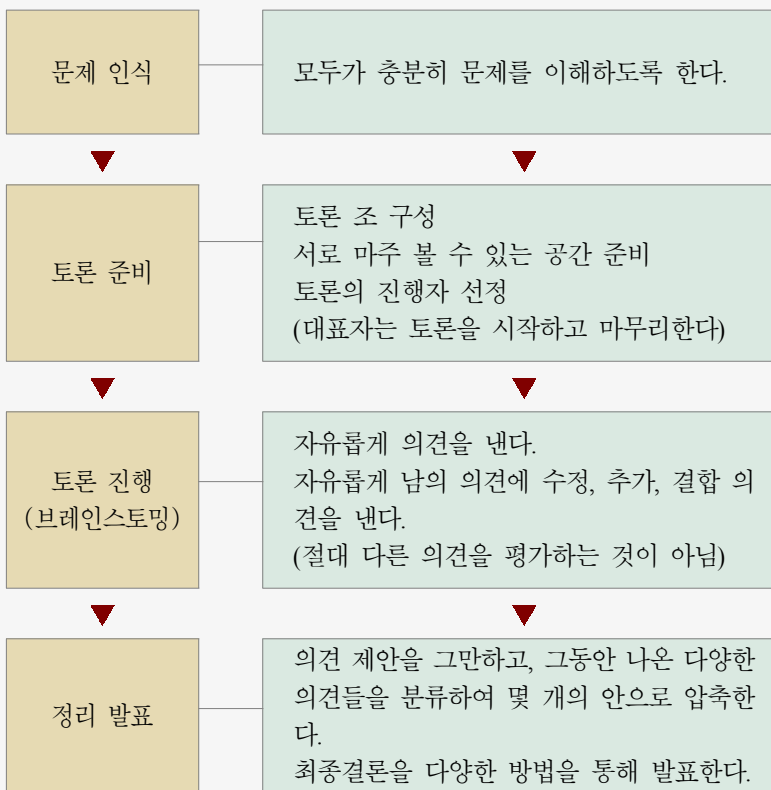 문제 인식
모두가 충분히 문제를 이해하도록 한다.
토론 준비
토론 조 구성
서로 마주 볼 수 있는 공간 준비
토론의 진행자 선정
(대표자는 토론을 시작하고 마무리한다)
토론 진행
(브레인스토밍)
자유롭게 의견을 낸다.
자유롭게 남의 의견에 수정, 추가, 결합 의
견을 낸다.
(절대 다른 의견을 평가하는 것이 아님)
정리 발표
의견 제안을 그만하고, 그동안 나온 다양한
의견들을 분류하여 몇 개의 안으로 압축한
다.
최종결론을 다양한 방법을 통해 발표한다.